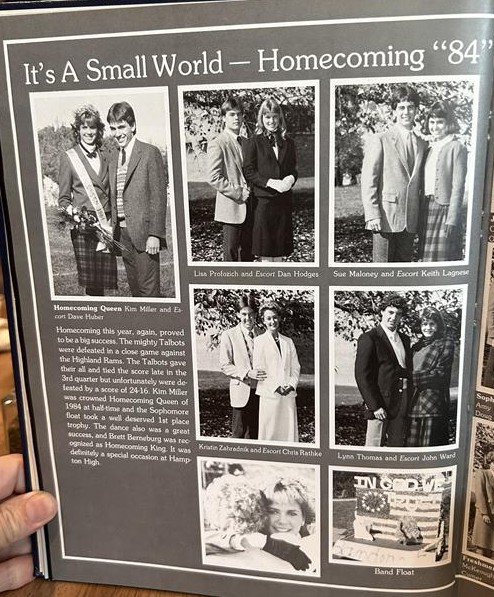 It's A Small World — Homecoming "84"
Homecoming Queen Kim Miller and Es-
cort Dave Huber
Lisa Profozich and Escort Dan Hodges
Sue Maloney and Escort Keith Lagnese
Homecoming this year, again, proved
to be a big success. The mighty Talbots
were defeated in a close game against
the Highland Rams. The Talbots gave
their all and tied the score late in the
3rd quarter but unfortunately were de-
feated by a score of 24-16. Kim Miller
was crowned Homecoming Queen of
1984 at half-time and the Sophomore
float took a well deserved 1st place
trophy. The dance also was a great
success, and Brett Berneburg was rec-
ognized as Homecoming King. It was
definitely a special occasion at Hamp-
ton High.
Kristin Zahradnik and Escort Chris Rathke
Lynn Thomas and Escort John Ward
IN GOD WE
Band Float
Soph
Amy
Doug
Freshme